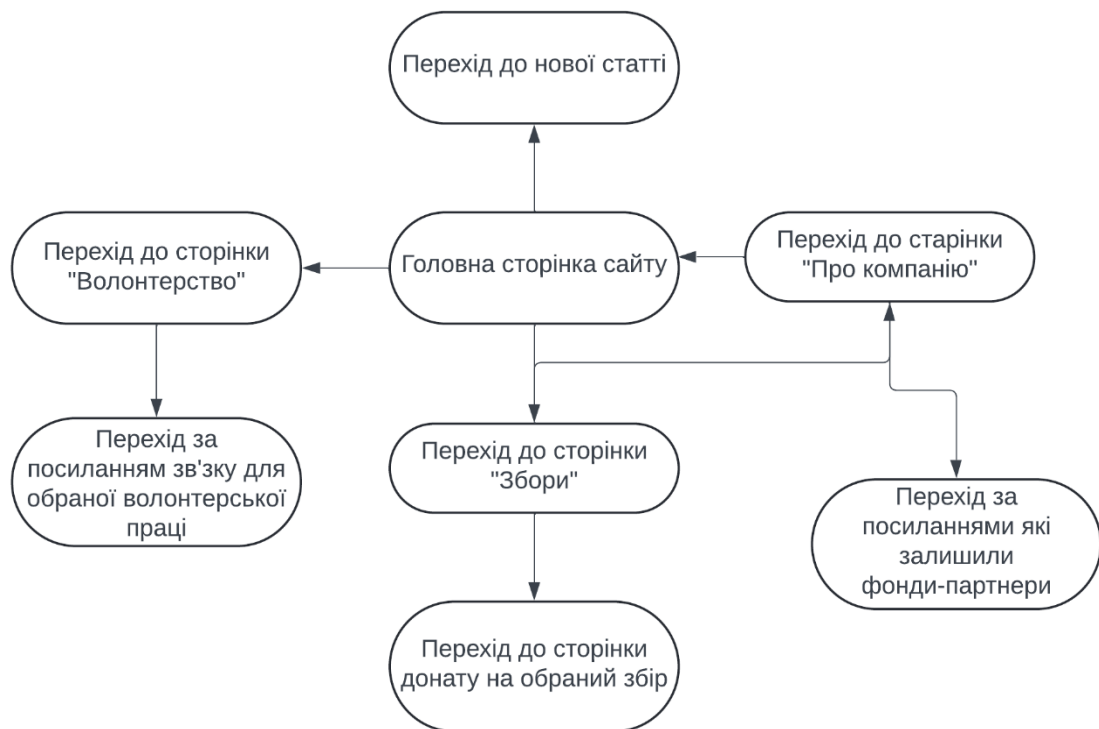 Перехід до нової статті
Перехід до сторінки
"Волонтерство"
Головна сторінка сайту
Перехід до старінки
"Про компанію"
Перехід за
посиланням зв'зку для
обраної волонтерської
праці
Перехід до сторінки
"Збори"
Перехід за
посиланнями які
залишили
фонди-партнери
Перехід до сторінки
донату на обраний збір